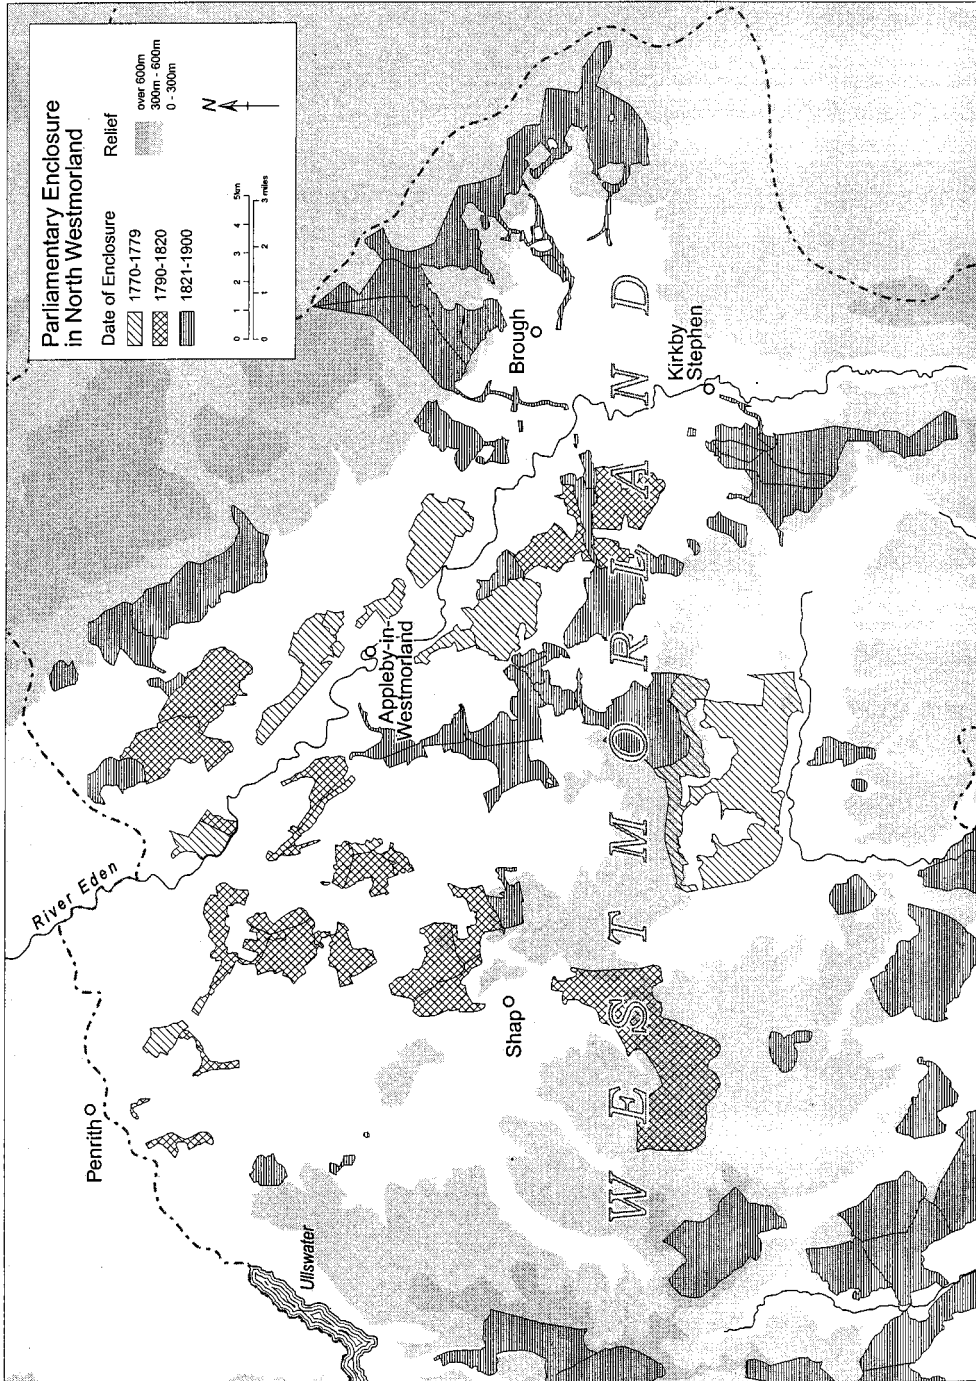 Parliamentary Enclosure
in North Westmorland
Date of Enclosure
1770-1779
1790-1820
1821-1900
Relief
over 600m
300m - 600m
0 - 300m
N
0 1 2 3 4 5km
0 1 2 3 miles
River Eden
Penrith
Ullswater
Appleby-in-
Westmorland
Shap
Brough
Kirkby
Stephen
WESTMORLAND